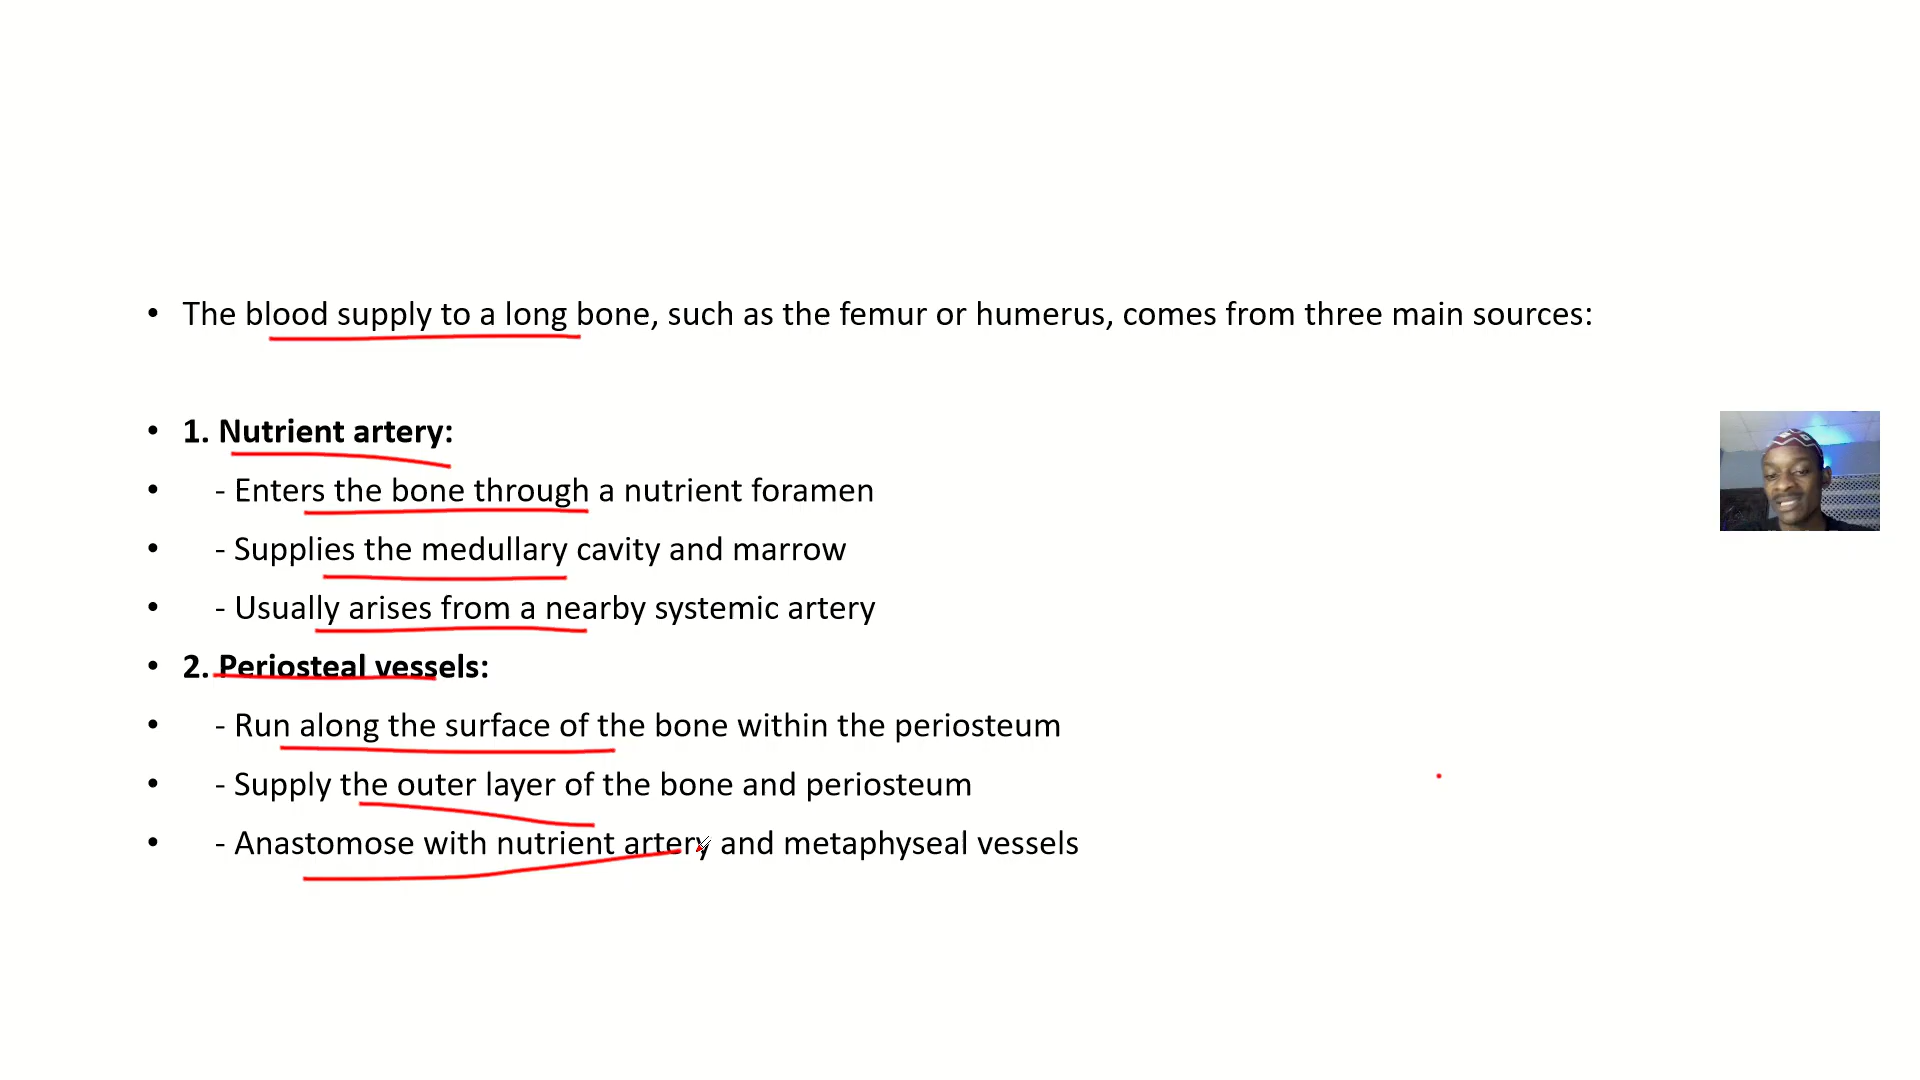 • The blood supply to a long bone, such as the femur or humerus, comes from three main sources:
• 1. Nutrient artery:
• - Enters the bone through a nutrient foramen
• - Supplies the medullary cavity and marrow
• - Usually arises from a nearby systemic artery
• 2. Periosteal vessels:
• - Run along the surface of the bone within the periosteum
• - Supply the outer layer of the bone and periosteum
• - Anastomose with nutrient artery and metaphyseal vessels